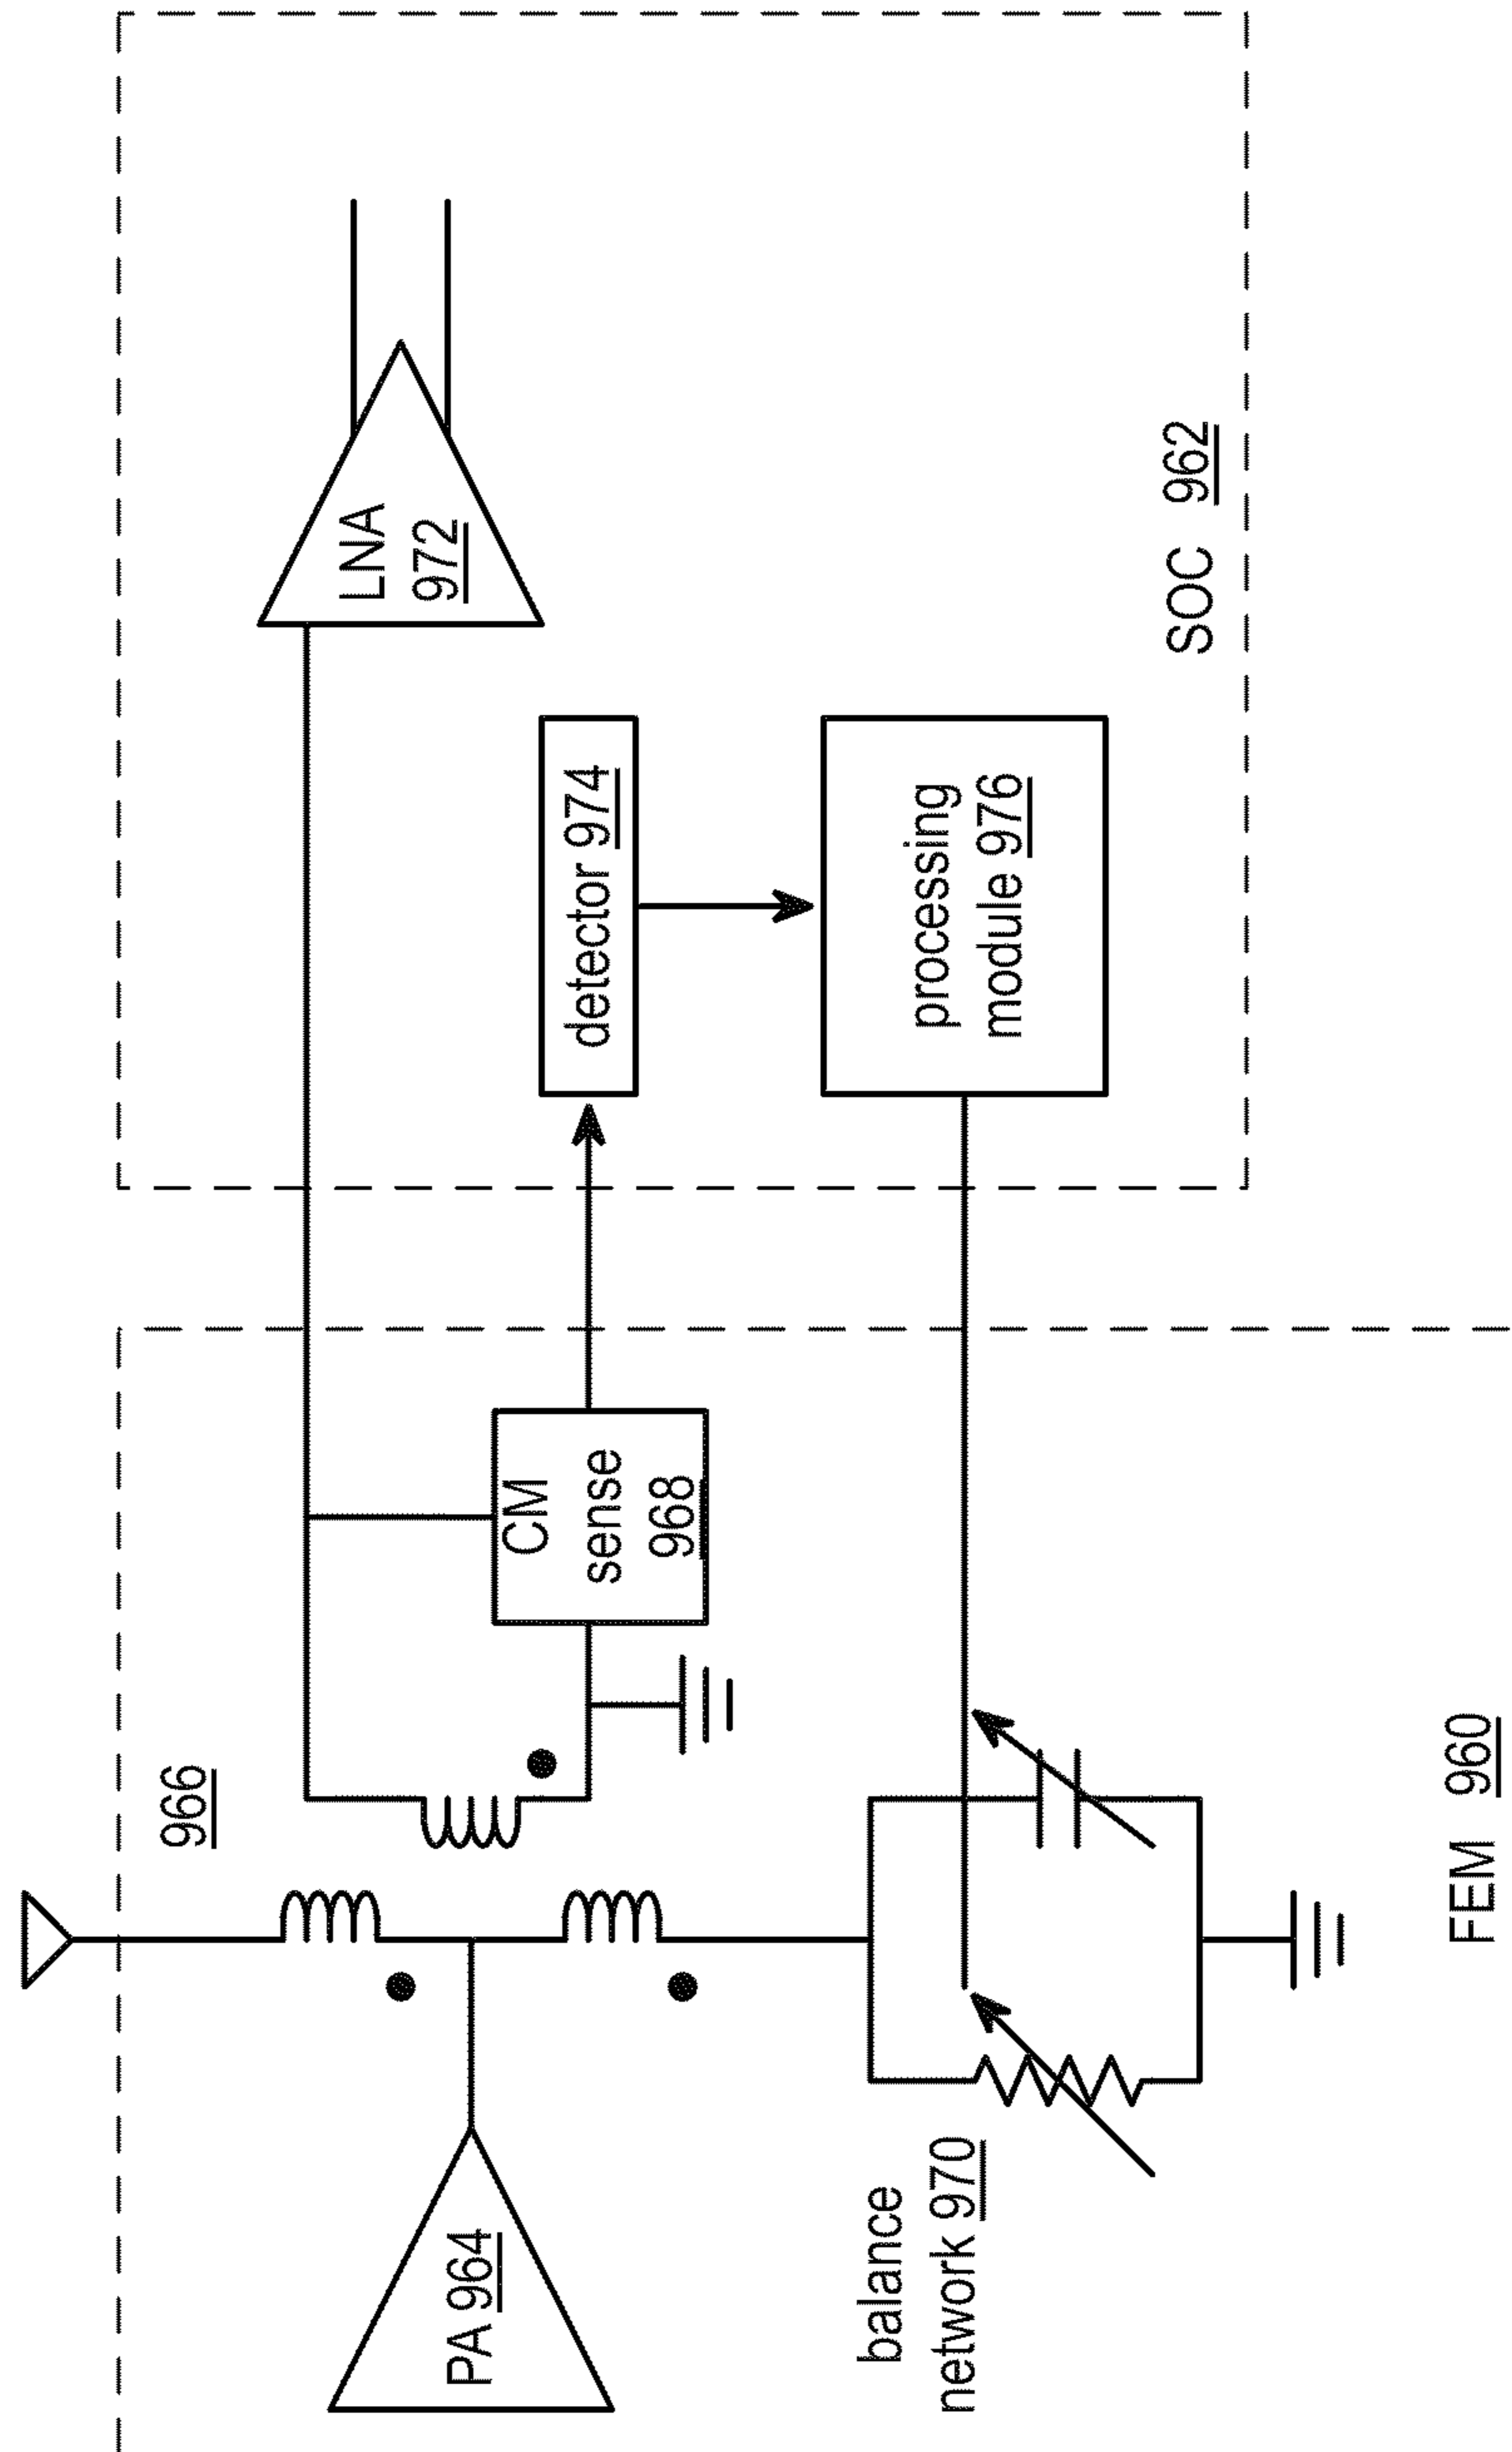 966
LNA
972
CM
sense
968
detector 974
PA 964
processing
module 976
balance
network 970
SOC 962
FEM 960